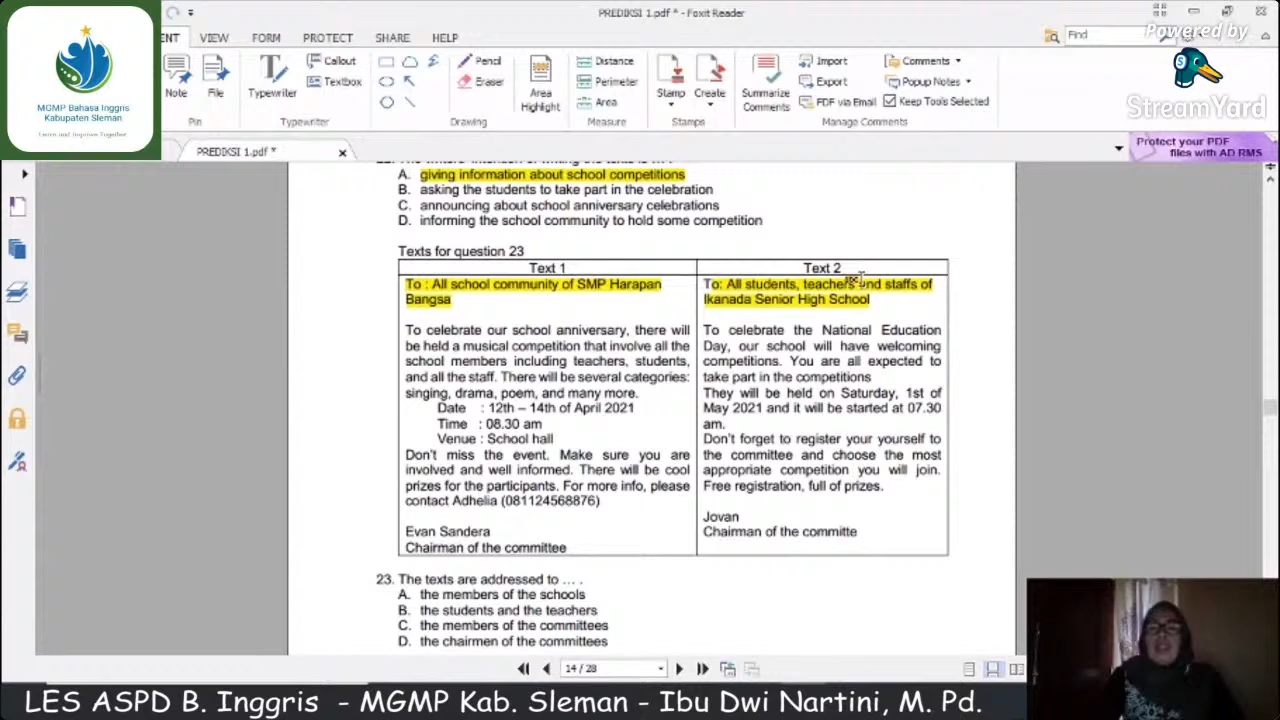 PREDIKSI 1.pdf * - Foxit Reader
Powered by
StreamYard
MGMP Bahasa Inggris
Kabupaten Sleman
Learn and Improve Together
ENT VIEW FORM PROTECT SHARE HELP
Find
Note File Typewriter Callout Textbox Pencil Eraser Area Highlight Distance Perimeter Area Stamp Create Summarize Comments Import Export FDF via Email Comments Popup Notes Keep Tools Selected
Pin Typewriter Drawing Measure Stamps Manage Comments
PREDIKSI 1.pdf *
Protect your PDF
files with AD RMS
A. giving information about school competitions
B. asking the students to take part in the celebration
C. announcing about school anniversary celebrations
D. informing the school community to hold some competition
Texts for question 23
Text 1
To : All school community of SMP Harapan
Bangsa
To celebrate our school anniversary, there will
be held a musical competition that involve all the
school members including teachers, students,
and all the staff. There will be several categories:
singing, drama, poem, and many more.
Date : 12th – 14th of April 2021
Time : 08.30 am
Venue : School hall
Don't miss the event. Make sure you are
involved and well informed. There will be cool
prizes for the participants. For more info, please
contact Adhelia (081124568876)
Evan Sandera
Chairman of the committee
Text 2
To: All students, teachers and staffs of
Ikanada Senior High School
To celebrate the National Education
Day, our school will have welcoming
competitions. You are all expected to
take part in the competitions
They will be held on Saturday, 1st of
May 2021 and it will be started at 07.30
am.
Don't forget to register your yourself to
the committee and choose the most
appropriate competition you will join.
Free registration, full of prizes.
Jovan
Chairman of the committe
23. The texts are addressed to ... .
A. the members of the schools
B. the students and the teachers
C. the members of the committees
D. the chairmen of the committees
14 / 28
LES ASPD B. Inggris - MGMP Kab. Sleman - Ibu Dwi Nartini, M. Pd.